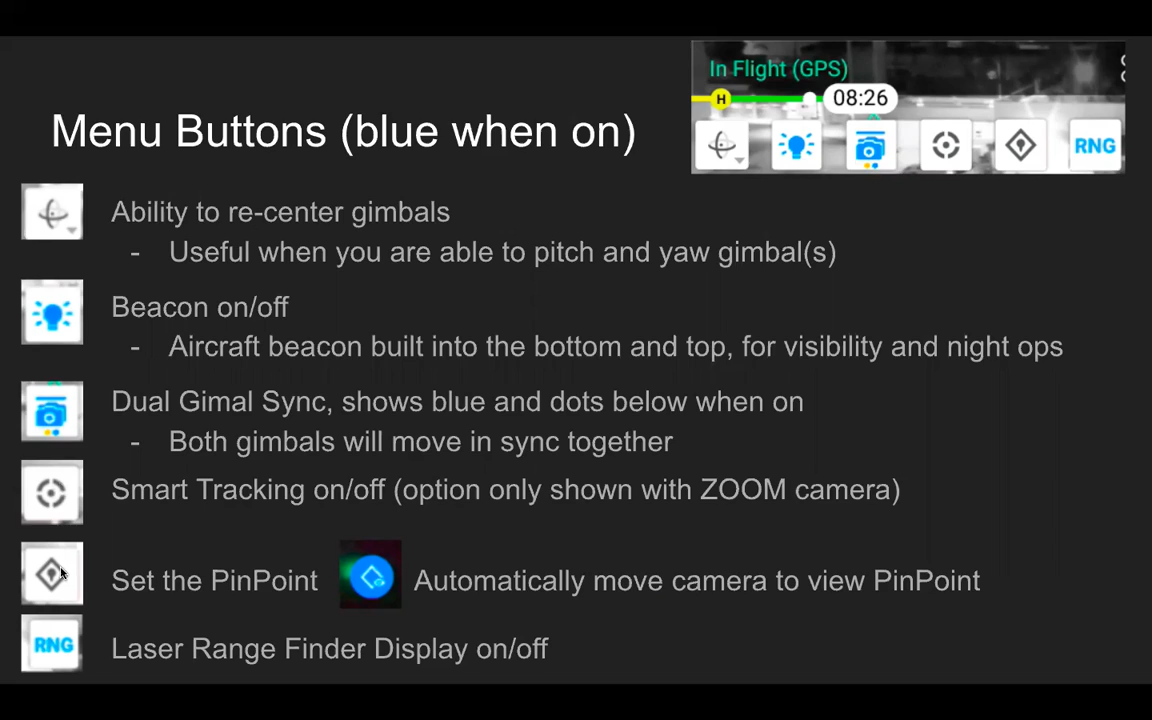 In Flight (GPS)
H
08:26
RNG
Menu Buttons (blue when on)
Ability to re-center gimbals
- Useful when you are able to pitch and yaw gimbal(s)
Beacon on/off
- Aircraft beacon built into the bottom and top, for visibility and night ops
Dual Gimal Sync, shows blue and dots below when on
- Both gimbals will move in sync together
Smart Tracking on/off (option only shown with ZOOM camera)
Set the PinPoint Automatically move camera to view PinPoint
RNG Laser Range Finder Display on/off